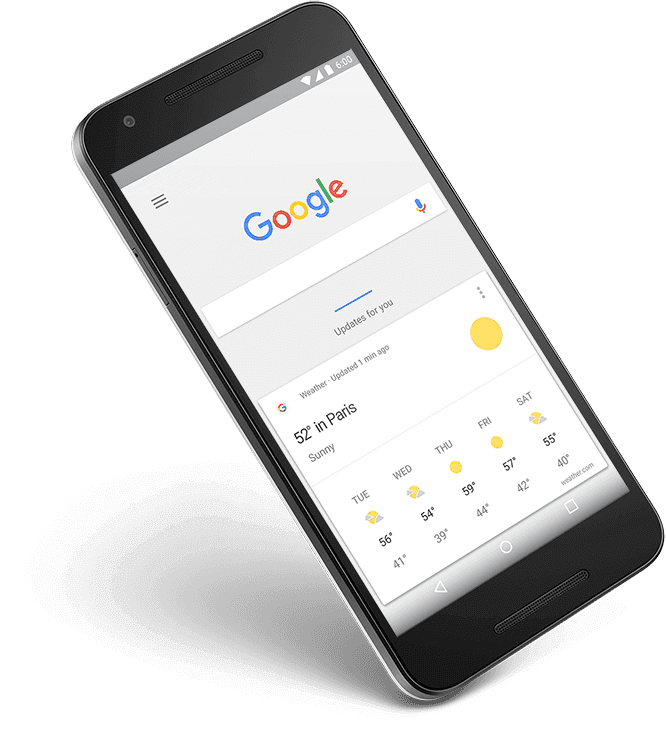 6:00
Google
Updates for you
Weather · Updated 1 min ago
52° in Paris
Sunny
TUE WED THU FRI SAT
56° 54° 59° 57° 55°
41° 39° 44° 42° 40°
weather.com